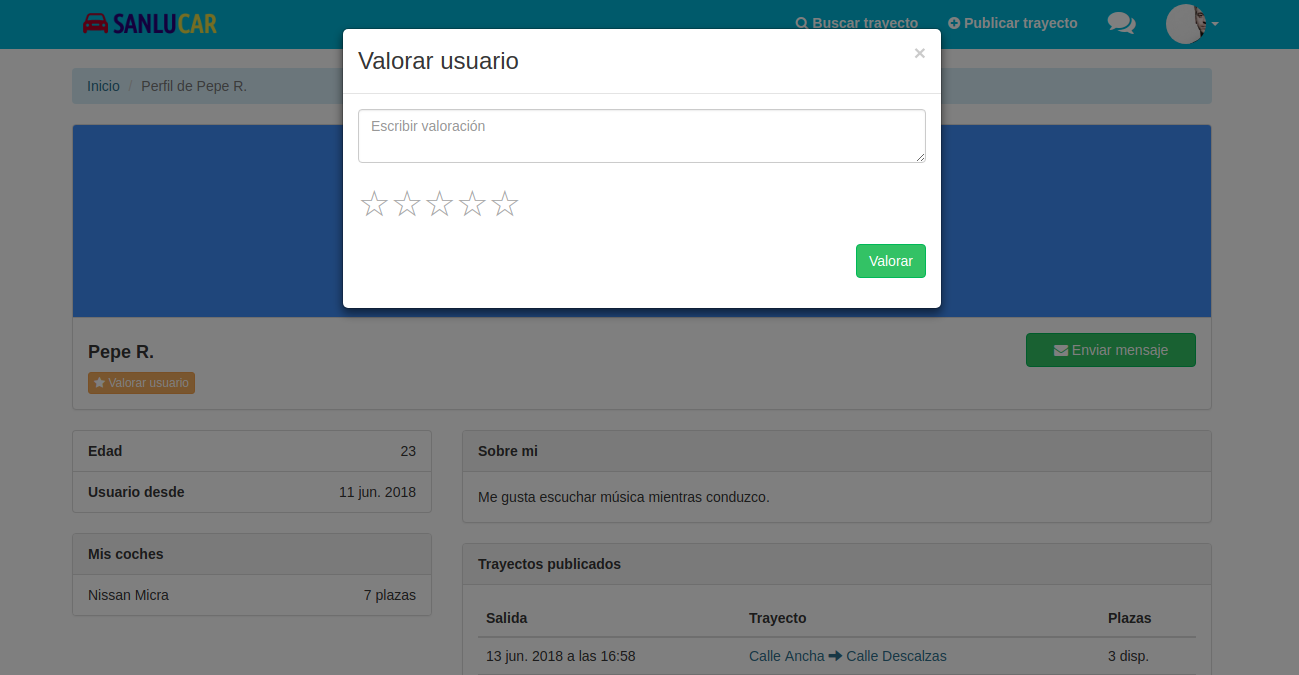 SANLUCAR
Buscar trayecto
Publicar trayecto
Valorar usuario
×
Inicio / Perfil de Pepe R.
Escribir valoración
Valorar
Pepe R.
Enviar mensaje
Valorar usuario
Edad 23
Usuario desde 11 jun. 2018
Mis coches
Nissan Micra 7 plazas
Sobre mi
Me gusta escuchar música mientras conduzco.
Trayectos publicados
Salida Trayecto Plazas
13 jun. 2018 a las 16:58 Calle Ancha ➡ Calle Descalzas 3 disp.